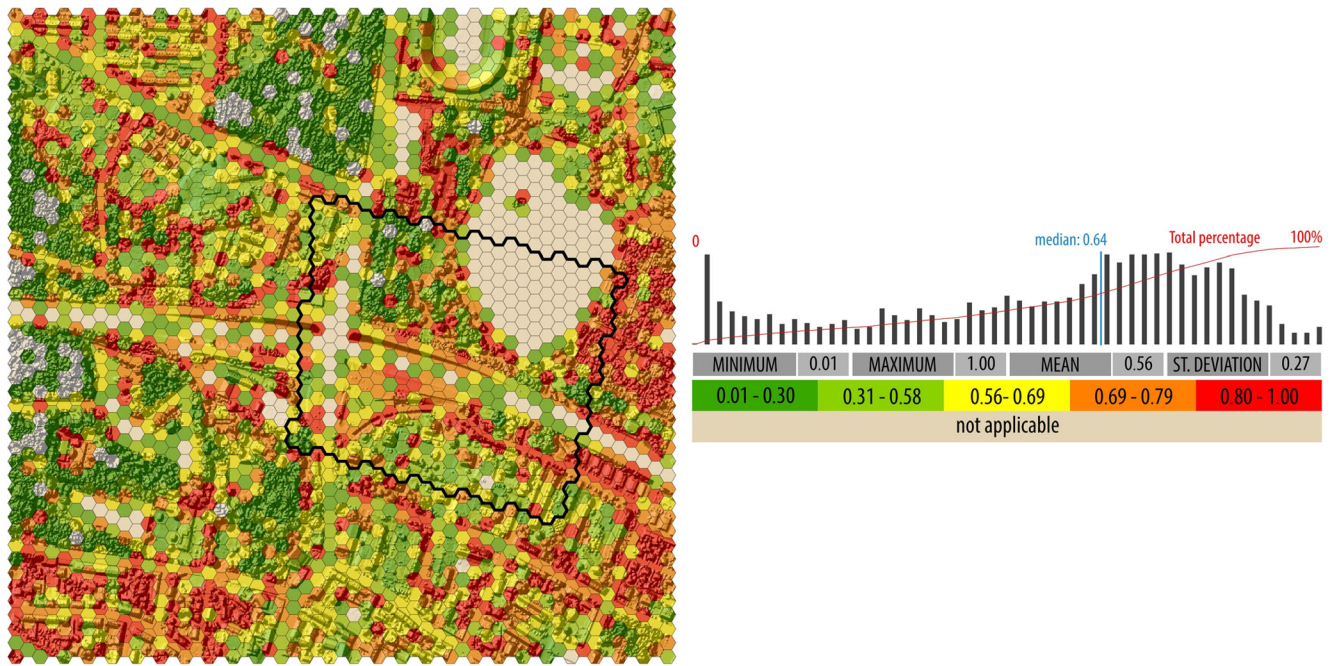 0
median: 0.64
Total percentage
100%
MINIMUM 0.01 MAXIMUM 1.00 MEAN 0.56 ST. DEVIATION 0.27
0.01 - 0.30 0.31 - 0.58 0.56- 0.69 0.69 - 0.79 0.80 - 1.00
not applicable